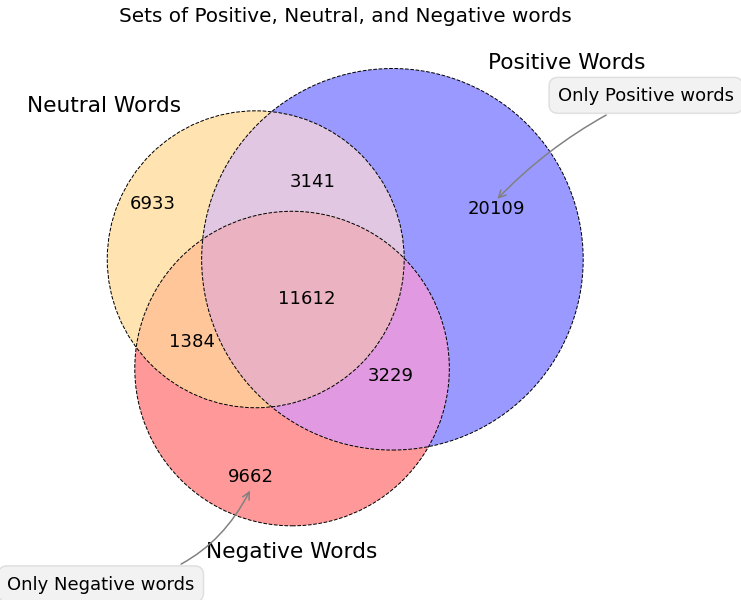 Sets of Positive, Neutral, and Negative words
Positive Words
Only Positive words
Neutral Words
3141
6933
20109
11612
1384
3229
9662
Negative Words
Only Negative words